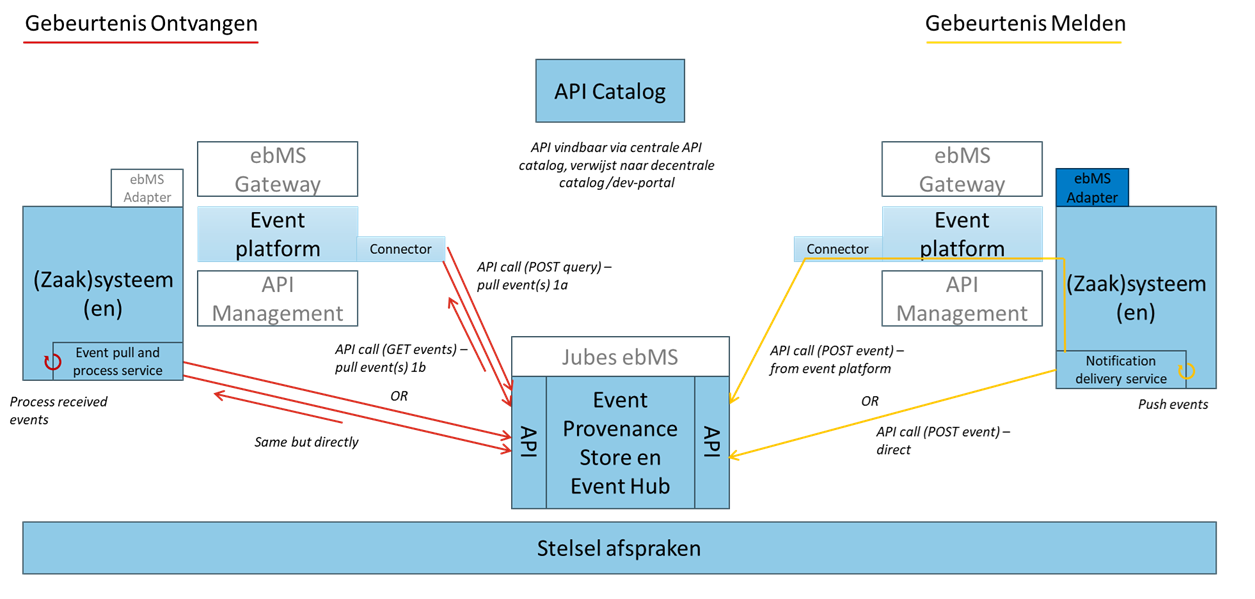 Gebeurtenis Ontvangen
Gebeurtenis Melden
API Catalog
API vindbaar via centrale API
catalog, verwijst naar decentrale
catalog/dev-portal
ebMS
Adapter
ebMS
Gateway
Event
platform
Connector
API
Management
(Zaak)systeem
(en)
Event pull and
process service
Process received
events
API call (POST query) –
pull event(s) 1a
API call (GET events) –
pull event(s) 1b
OR
Same but directly
Jubes ebMS
API
Event
Provenance
Store en
Event Hub
API
ebMS
Gateway
ebMS
Adapter
Connector
Event
platform
API
Management
(Zaak)systeem
(en)
Notification
delivery service
Push events
API call (POST event) –
from event platform
OR
API call (POST event) –
direct
Stelsel afspraken